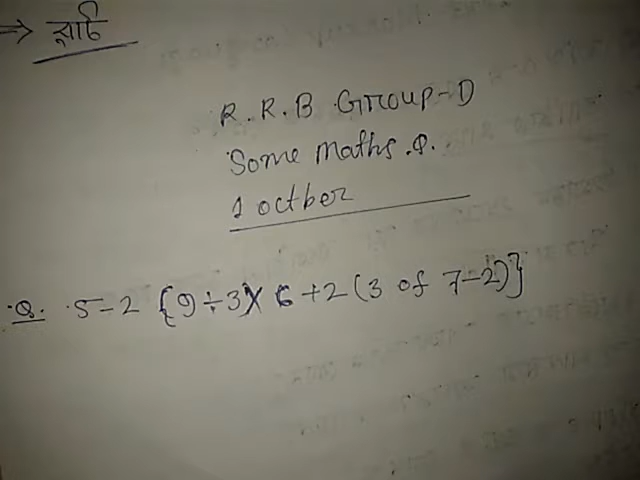 ⇒ স্নাচি
R.R.B Group-D
Some maths.Q.
1 octber
Q. 5-2 {9÷3× 6 +2 (3 of 7-2)}